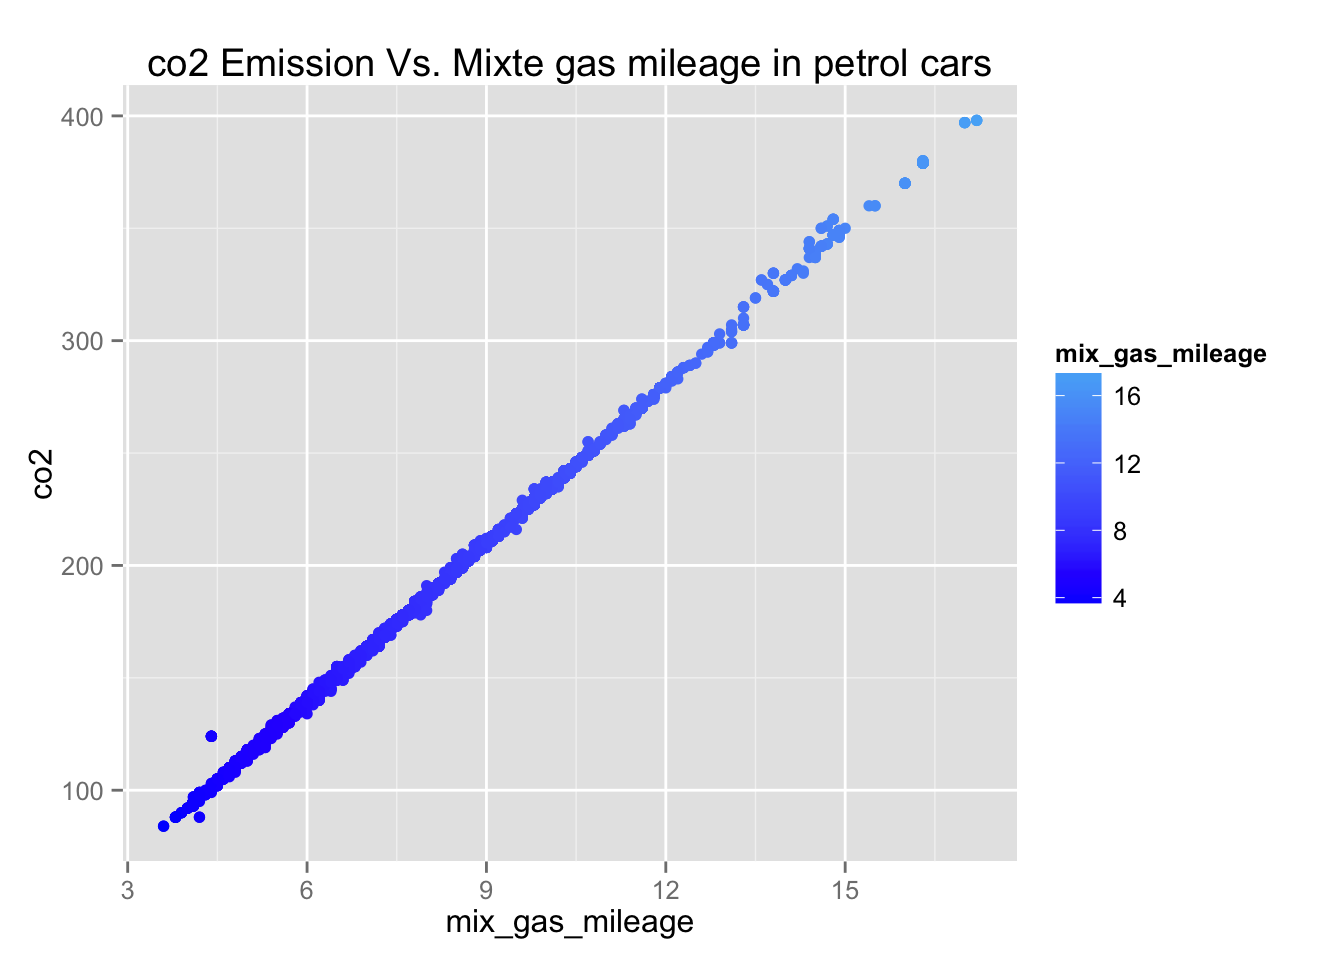 co2 Emission Vs. Mixte gas mileage in petrol cars
400
300
200
100
co2
3 6 9 12 15
mix_gas_mileage
mix_gas_mileage
16
12
8
4